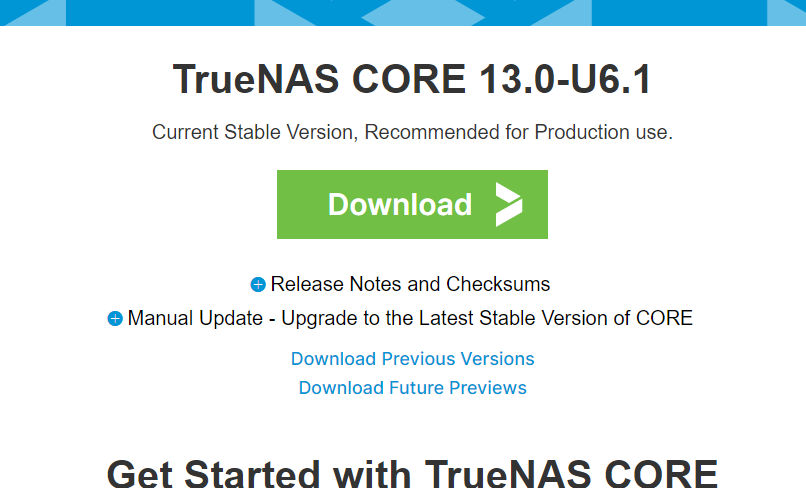 TrueNAS CORE 13.0-U6.1
Current Stable Version, Recommended for Production use.
Download
Release Notes and Checksums
Manual Update - Upgrade to the Latest Stable Version of CORE
Download Previous Versions
Download Future Previews
Get Started with TrueNAS CORE